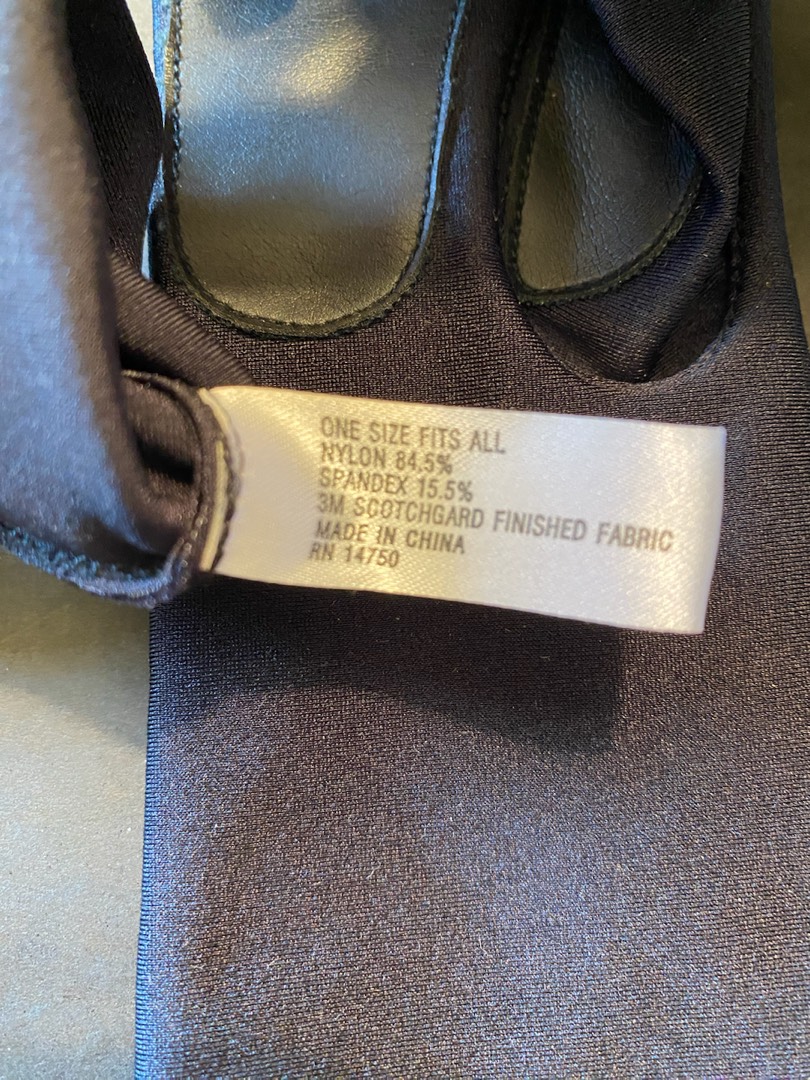 ONE SIZE FITS ALL
NYLON 84.5%
SPANDEX 15.5%
3M SCOTCHGARD FINISHED FABRIC
MADE IN CHINA
RN 14750